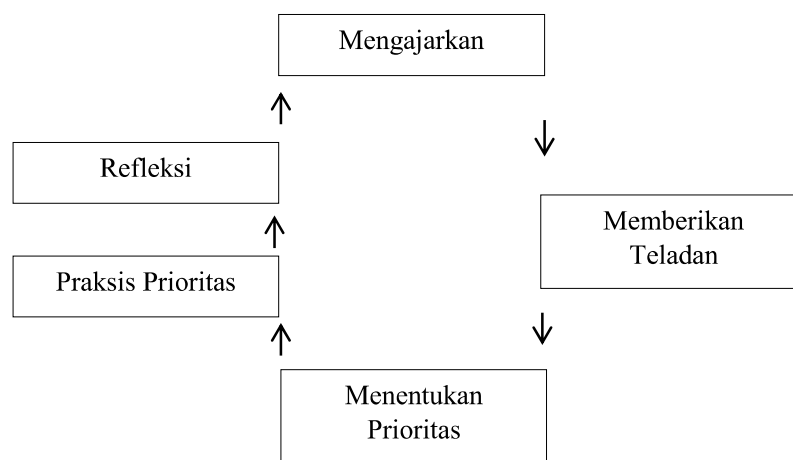 Mengajarkan
Refleksi
Memberikan
Teladan
Praksis Prioritas
Menentukan
Prioritas